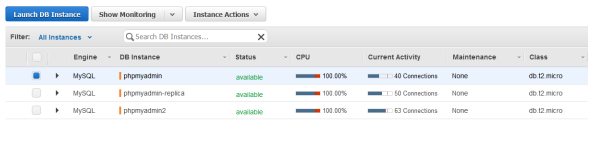 Launch DB Instance Show Monitoring Instance Actions
Filter: All Instances Search DB Instances...
Engine DB Instance Status CPU Current Activity Maintenance Class
MySQL phpmyadmin available 100.00% 40 Connections None db.t2.micro
MySQL phpmyadmin-replica available 100.00% 50 Connections None db.t2.micro
MySQL phpmyadmin2 available 100.00% 63 Connections None db.t2.micro